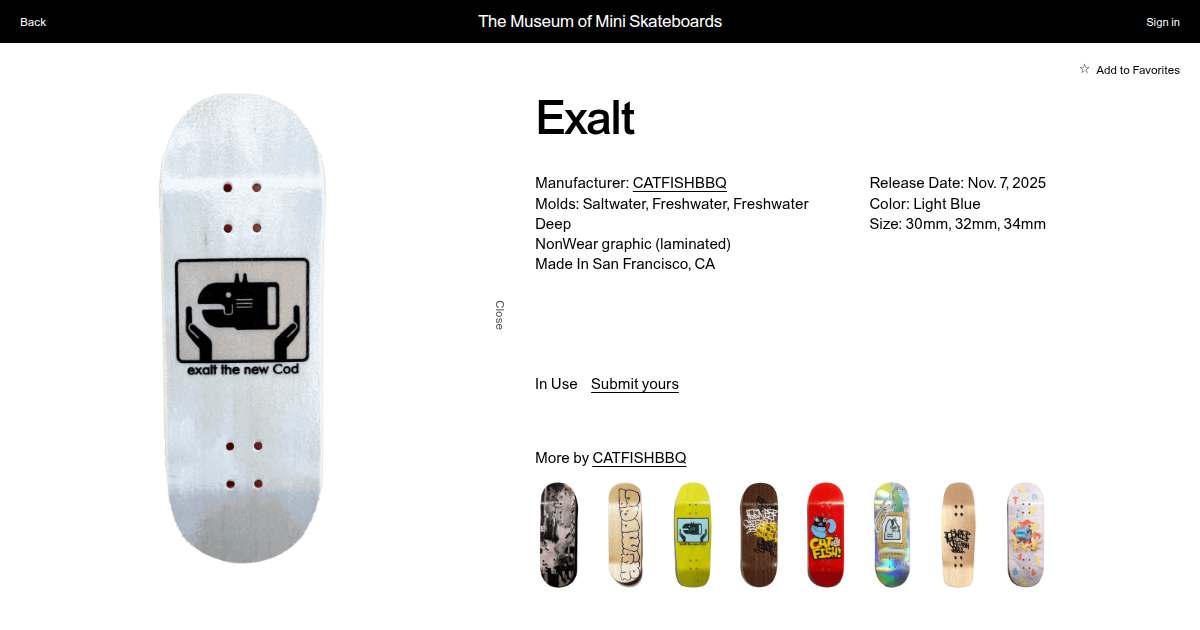 Back
The Museum of Mini Skateboards
Sign in
☆ Add to Favorites
Exalt
Manufacturer: CATFISHBBQ
Molds: Saltwater, Freshwater, Freshwater
Deep
NonWear graphic (laminated)
Made In San Francisco, CA
Release Date: Nov. 7, 2025
Color: Light Blue
Size: 30mm, 32mm, 34mm
exalt the new Cod
Close
In Use
Submit yours
More by CATFISHBBQ
CAT
FISH!